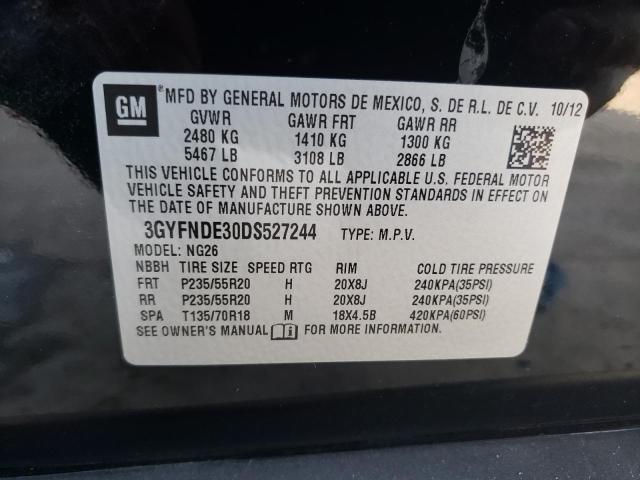 GM ® MFD BY GENERAL MOTORS DE MEXICO, S. DE R.L. DE C.V. 10/12
GVWR GAWR FRT GAWR RR
2480 KG 1410 KG 1300 KG
5467 LB 3108 LB 2866 LB
THIS VEHICLE CONFORMS TO ALL APPLICABLE U.S. FEDERAL MOTOR
VEHICLE SAFETY AND THEFT PREVENTION STANDARDS IN EFFECT ON
THE DATE OF MANUFACTURE SHOWN ABOVE.
3GYFNDE30DS527244 TYPE: M.P.V.
MODEL: NG26
NBBH TIRE SIZE SPEED RTG RIM COLD TIRE PRESSURE
FRT P235/55R20 H 20X8J 240KPA(35PSI)
RR P235/55R20 H 20X8J 240KPA(35PSI)
SPA T135/70R18 M 18X4.5B 420KPA(60PSI)
SEE OWNER'S MANUAL i FOR MORE INFORMATION.